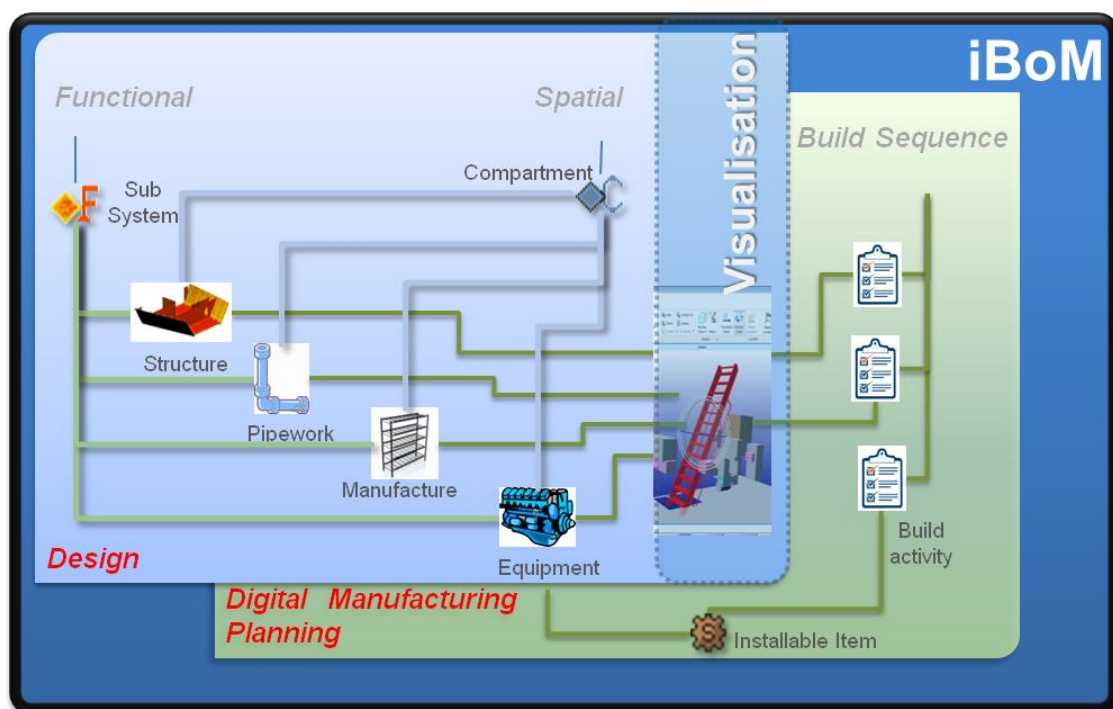 iBoM
Functional
Spatial
Visualisation
Build Sequence
Compartment
Sub
System
F
C
Structure
Pipework
Manufacture
Equipment
Build
activity
Design
Digital Manufacturing
Planning
S
Installable Item